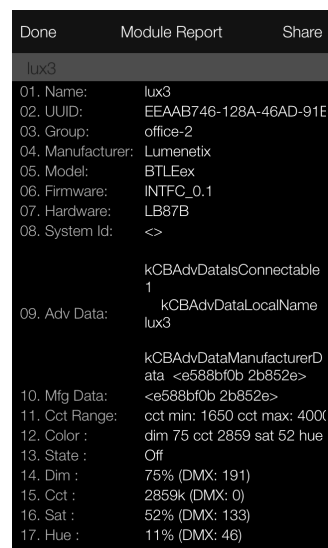 Done Module Report Share
lux3
01. Name: lux3
02. UUID: EEAAB746-128A-46AD-91E
03. Group: office-2
04. Manufacturer: Lumenetix
05. Model: BTLEex
06. Firmware: INTFC_0.1
07. Hardware: LB87B
08. System Id: <>
kCBAdvDataIsConnectable
1
09. Adv Data: kCBAdvDataLocalName
lux3
kCBAdvDataManufacturerD
ata <e588bf0b 2b852e>
10. Mfg Data: <e588bf0b 2b852e>
11. Cct Range: cct min: 1650 cct max: 4000
12. Color : dim 75 cct 2859 sat 52 hue
13. State : Off
14. Dim : 75% (DMX: 191)
15. Cct : 2859k (DMX: 0)
16. Sat : 52% (DMX: 133)
17. Hue : 11% (DMX: 46)